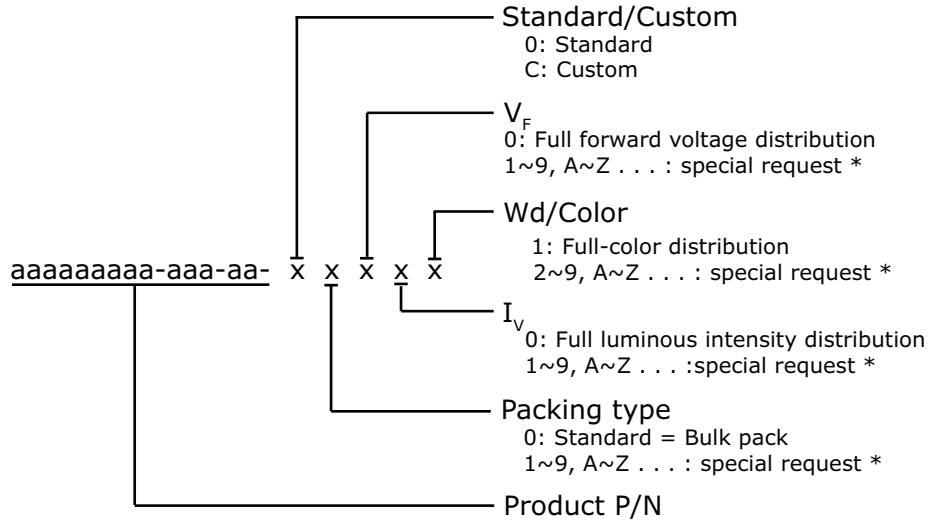 Standard/Custom
0: Standard
C: Custom
VF
0: Full forward voltage distribution
1~9, A~Z . . . : special request *
Wd/Color
1: Full-color distribution
2~9, A~Z . . . : special request *
aaaaaaaaa-aaa-aa- x x x x x
IV
0: Full luminous intensity distribution
1~9, A~Z . . . :special request *
Packing type
0: Standard = Bulk pack
1~9, A~Z . . . : special request *
Product P/N